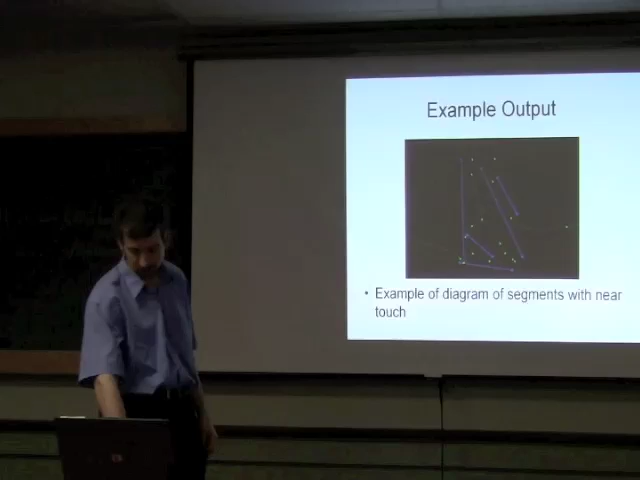 Example Output
• Example of diagram of segments with near
touch